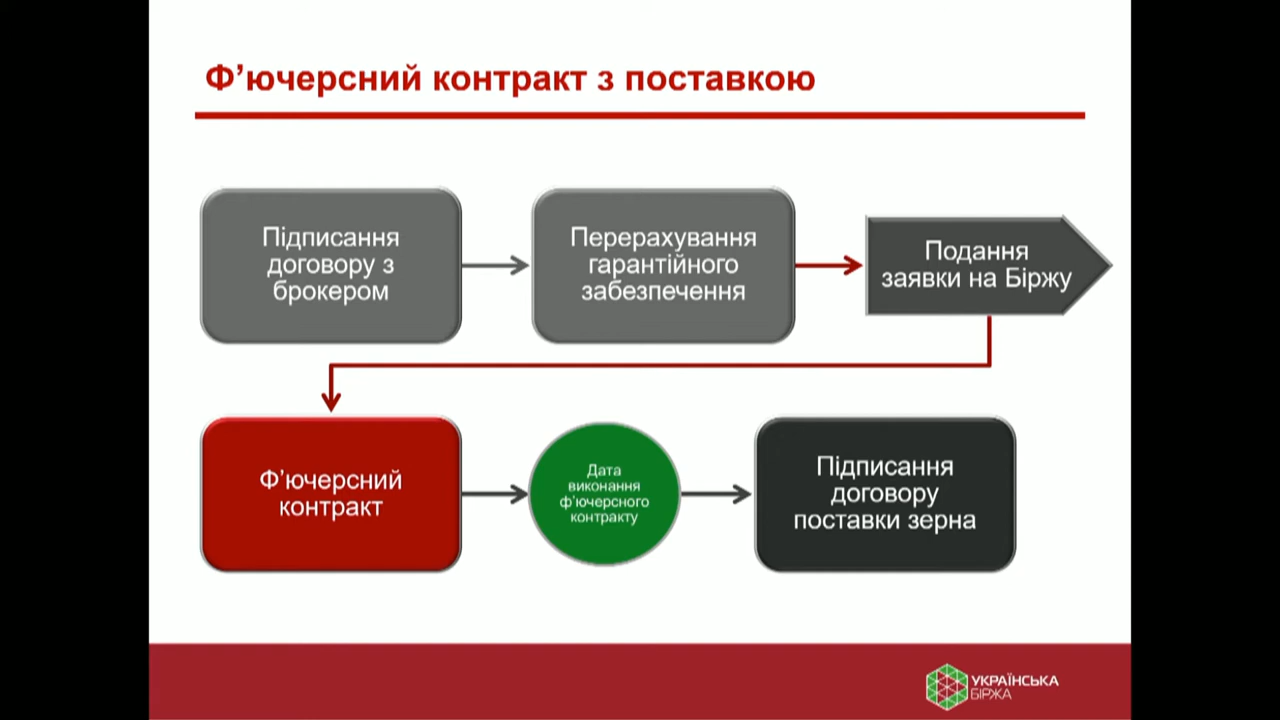 Ф’ючерсний контракт з поставкою
Підписання
договору з
брокером
Перерахування
гарантійного
забезпечення
Подання
заявки на Біржу
Ф’ючерсний
контракт
Дата
виконання
ф’ючерсного
контракту
Підписання
договору
поставки зерна
УКРАЇНСЬКА
БІРЖА